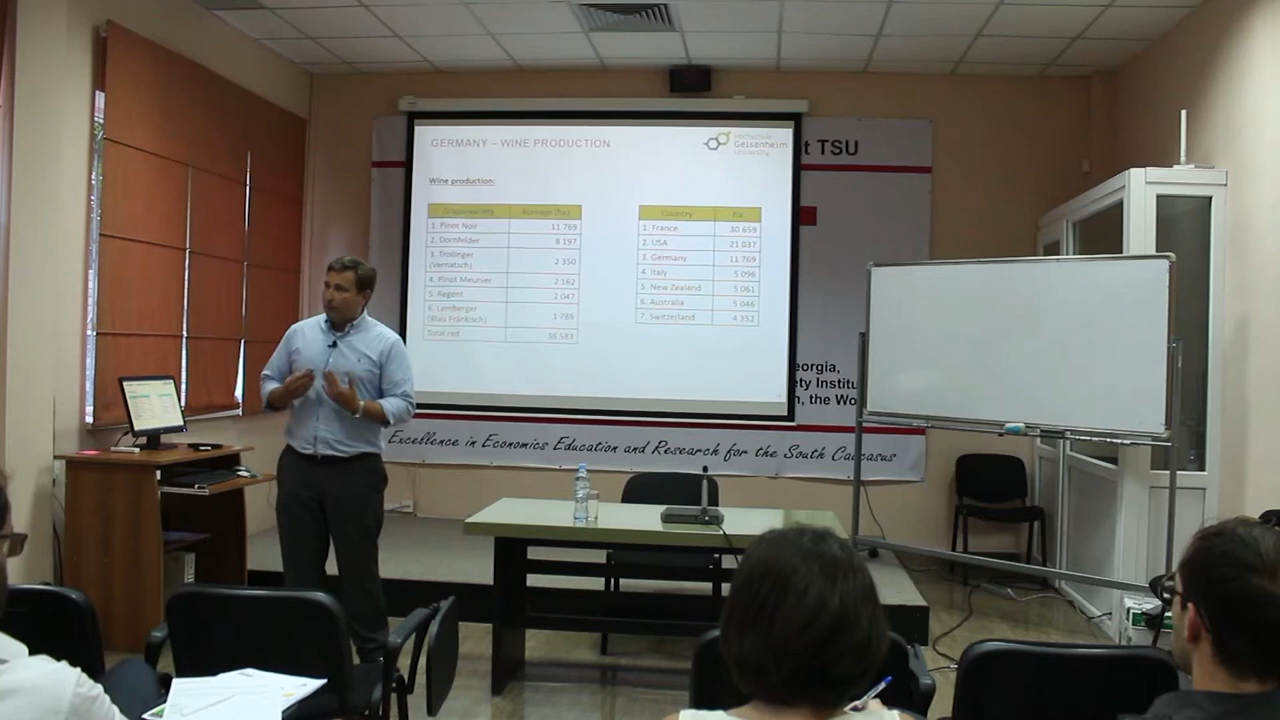 GERMANY – WINE PRODUCTION
Hochschule
Geisenheim
University
t TSU
Wine production:
Grape variety Acreage (ha)
1. Pinot Noir 11 769
2. Dornfelder 8 197
3. Trollinger
(Vernatsch) 2 350
4. Pinot Meunier 2 162
5. Regent 2 047
6. Lemberger
(Blau Fränkisch) 1 786
Total red 36 583
Country ha
1. France 30 659
2. USA 21 037
3. Germany 11 769
4. Italy 5 096
5. New Zealand 5 061
6. Australia 5 046
7. Switzerland 4 352
eorgia,
ety Institu
n, the Wo
Excellence in Economics Education and Research for the South Caucasus